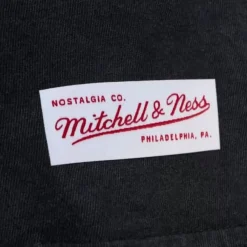 NOSTALGIA CO.
Mitchell & Ness
PHILADELPHIA, PA.